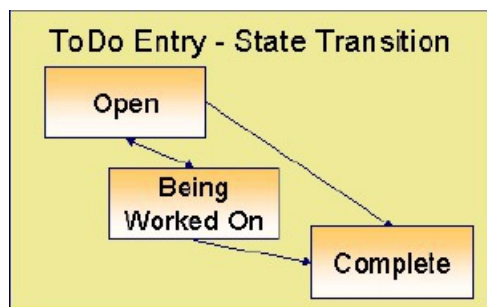 ToDo Entry - State Transition
Open
Being
Worked On
Complete